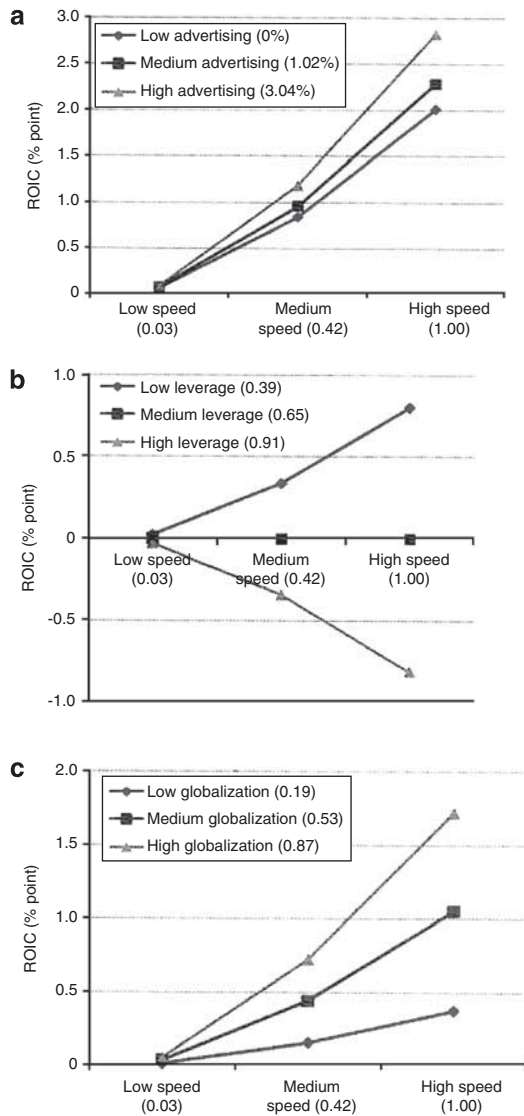 a
3.0
2.5
2.0
1.5
1.0
0.5
0
ROIC (% point)
Low advertising (0%)
Medium advertising (1.02%)
High advertising (3.04%)
Low speed
(0.03)
Medium
speed (0.42)
High speed
(1.00)
b
1.0
0.5
0
-0.5
-1.0
ROIC (% point)
Low leverage (0.39)
Medium leverage (0.65)
High leverage (0.91)
Low speed
(0.03)
Medium
speed (0.42)
High speed
(1.00)
c
2.0
1.5
1.0
0.5
0
ROIC (% point)
Low globalization (0.19)
Medium globalization (0.53)
High globalization (0.87)
Low speed
(0.03)
Medium
speed (0.42)
High speed
(1.00)